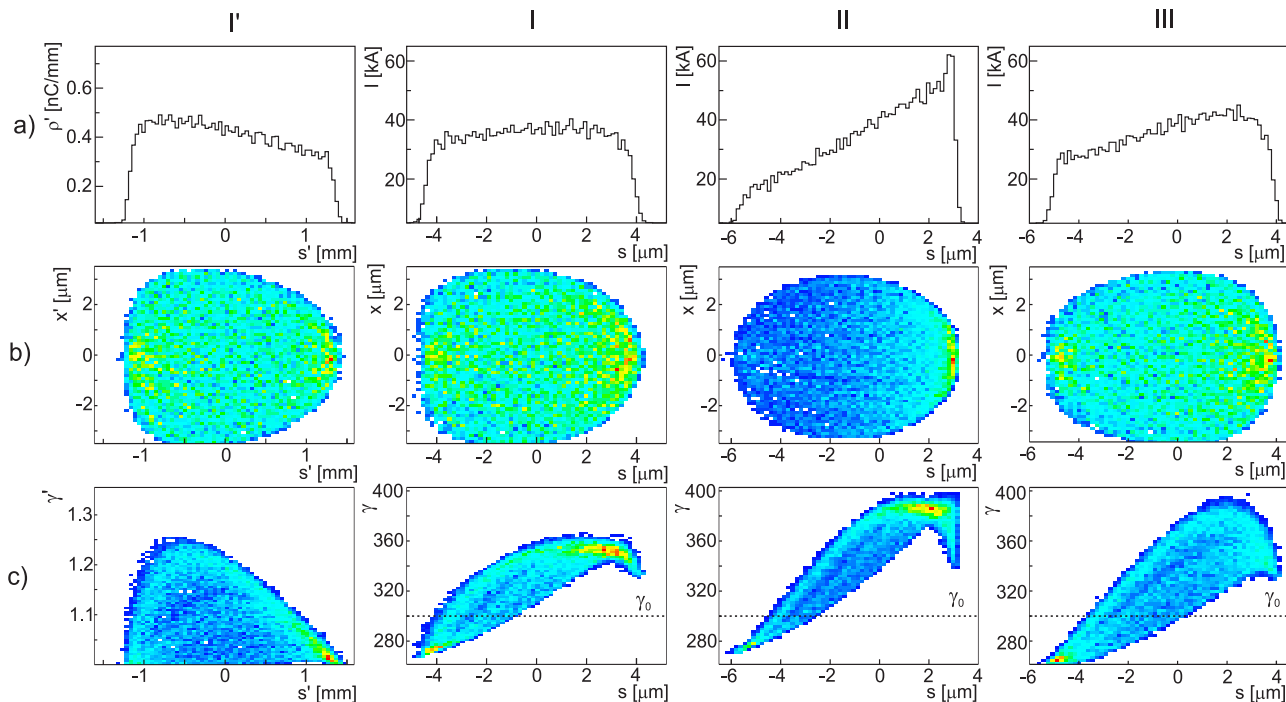 I' I II III
a)
ρ' [nC/mm] 0.6 0.4 0.2
-1 0 1
s' [mm]
I [kA] 60 40 20
-4 -2 0 2 4
s [μm]
I [kA] 60 40 20
-6 -4 -2 0 2 4
s [μm]
I [kA] 60 40 20
-6 -4 -2 0 2 4
s [μm]
b)
x' [μm] 2 0 -2
-1 0 1
s' [mm]
x [μm] 2 0 -2
-4 -2 0 2 4
s [μm]
x [μm] 2 0 -2
-6 -4 -2 0 2 4
s [μm]
x [μm] 2 0 -2
-6 -4 -2 0 2 4
s [μm]
c)
γ' 1.3 1.2 1.1
-1 0 1
s' [mm]
γ 400 360 320 280
γ₀
-4 -2 0 2 4
s [μm]
γ 400 360 320 280
γ₀
-6 -4 -2 0 2 4
s [μm]
γ 400 360 320 280
γ₀
-6 -4 -2 0 2 4
s [μm]